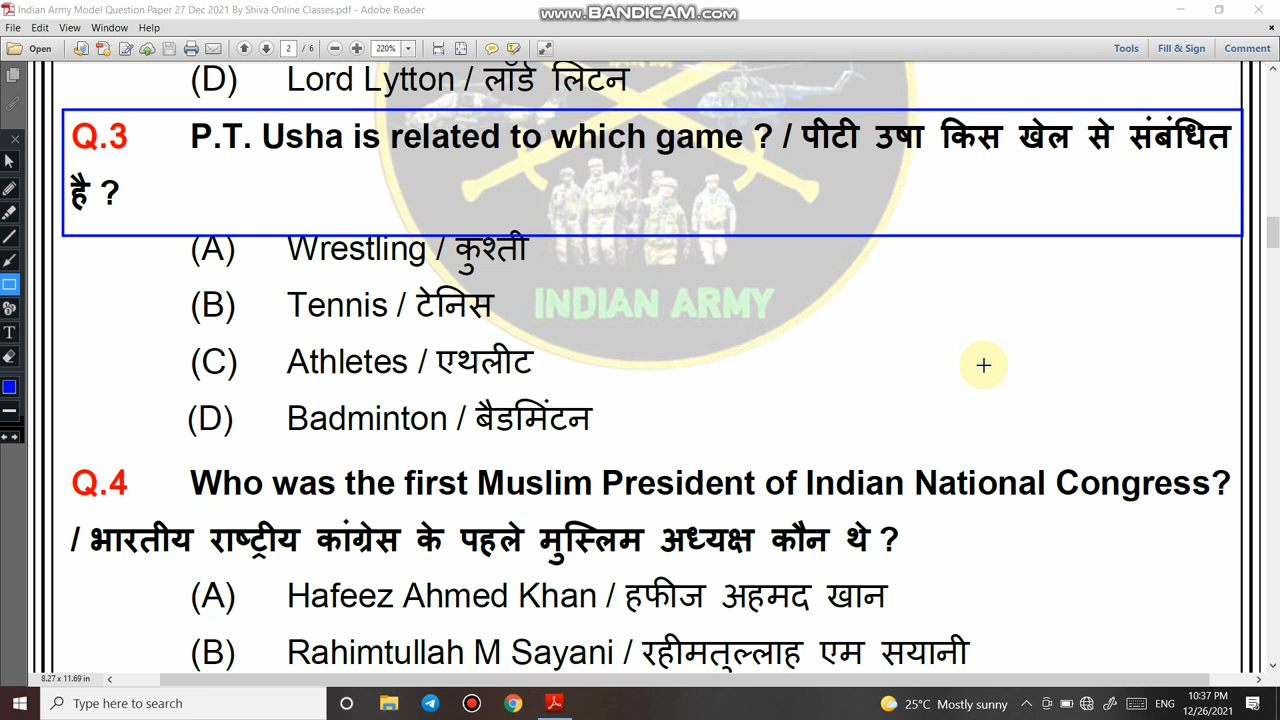 Indian Army Model Question Paper 27 Dec 2021 By Shiva Online Classes.pdf - Adobe Reader
www.BANDICAM.com
File Edit View Window Help
Open 2 / 6 220% Tools Fill & Sign Comment
(D) Lord Lytton / लॉर्ड लिटन
Q.3 P.T. Usha is related to which game ? / पीटी उषा किस खेल से संबंधित
है ?
(A) Wrestling / कुश्ती
(B) Tennis / टेनिस
INDIAN ARMY
(C) Athletes / एथलीट
(D) Badminton / बैडमिंटन
Q.4 Who was the first Muslim President of Indian National Congress?
/ भारतीय राष्ट्रीय कांग्रेस के पहले मुस्लिम अध्यक्ष कौन थे ?
(A) Hafeez Ahmed Khan / हफीज अहमद खान
(B) Rahimtullah M Sayani / रहीमतुल्लाह एम सयानी
8.27 x 11.69 in
Type here to search
25°C Mostly sunny ENG 10:37 PM
12/26/2021